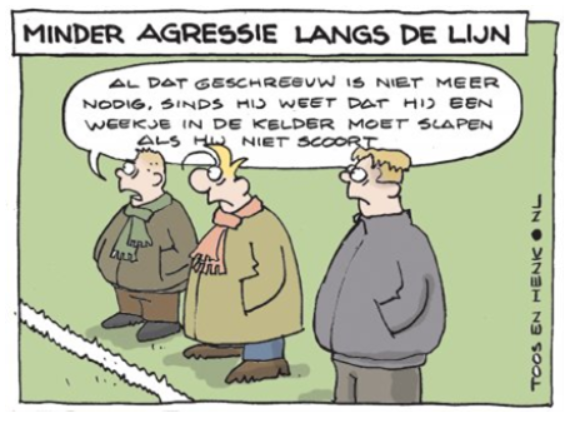 MINDER AGRESSIE LANGS DE LIJN
AL DAT GESCHREEUW IS NIET MEER
NODIG, SINDS HIJ WEET DAT HIJ EEN
WEEKJE IN DE KELDER MOET SLAPEN
ALS HIJ NIET SCOORT
TOOS EN HENK ● NL